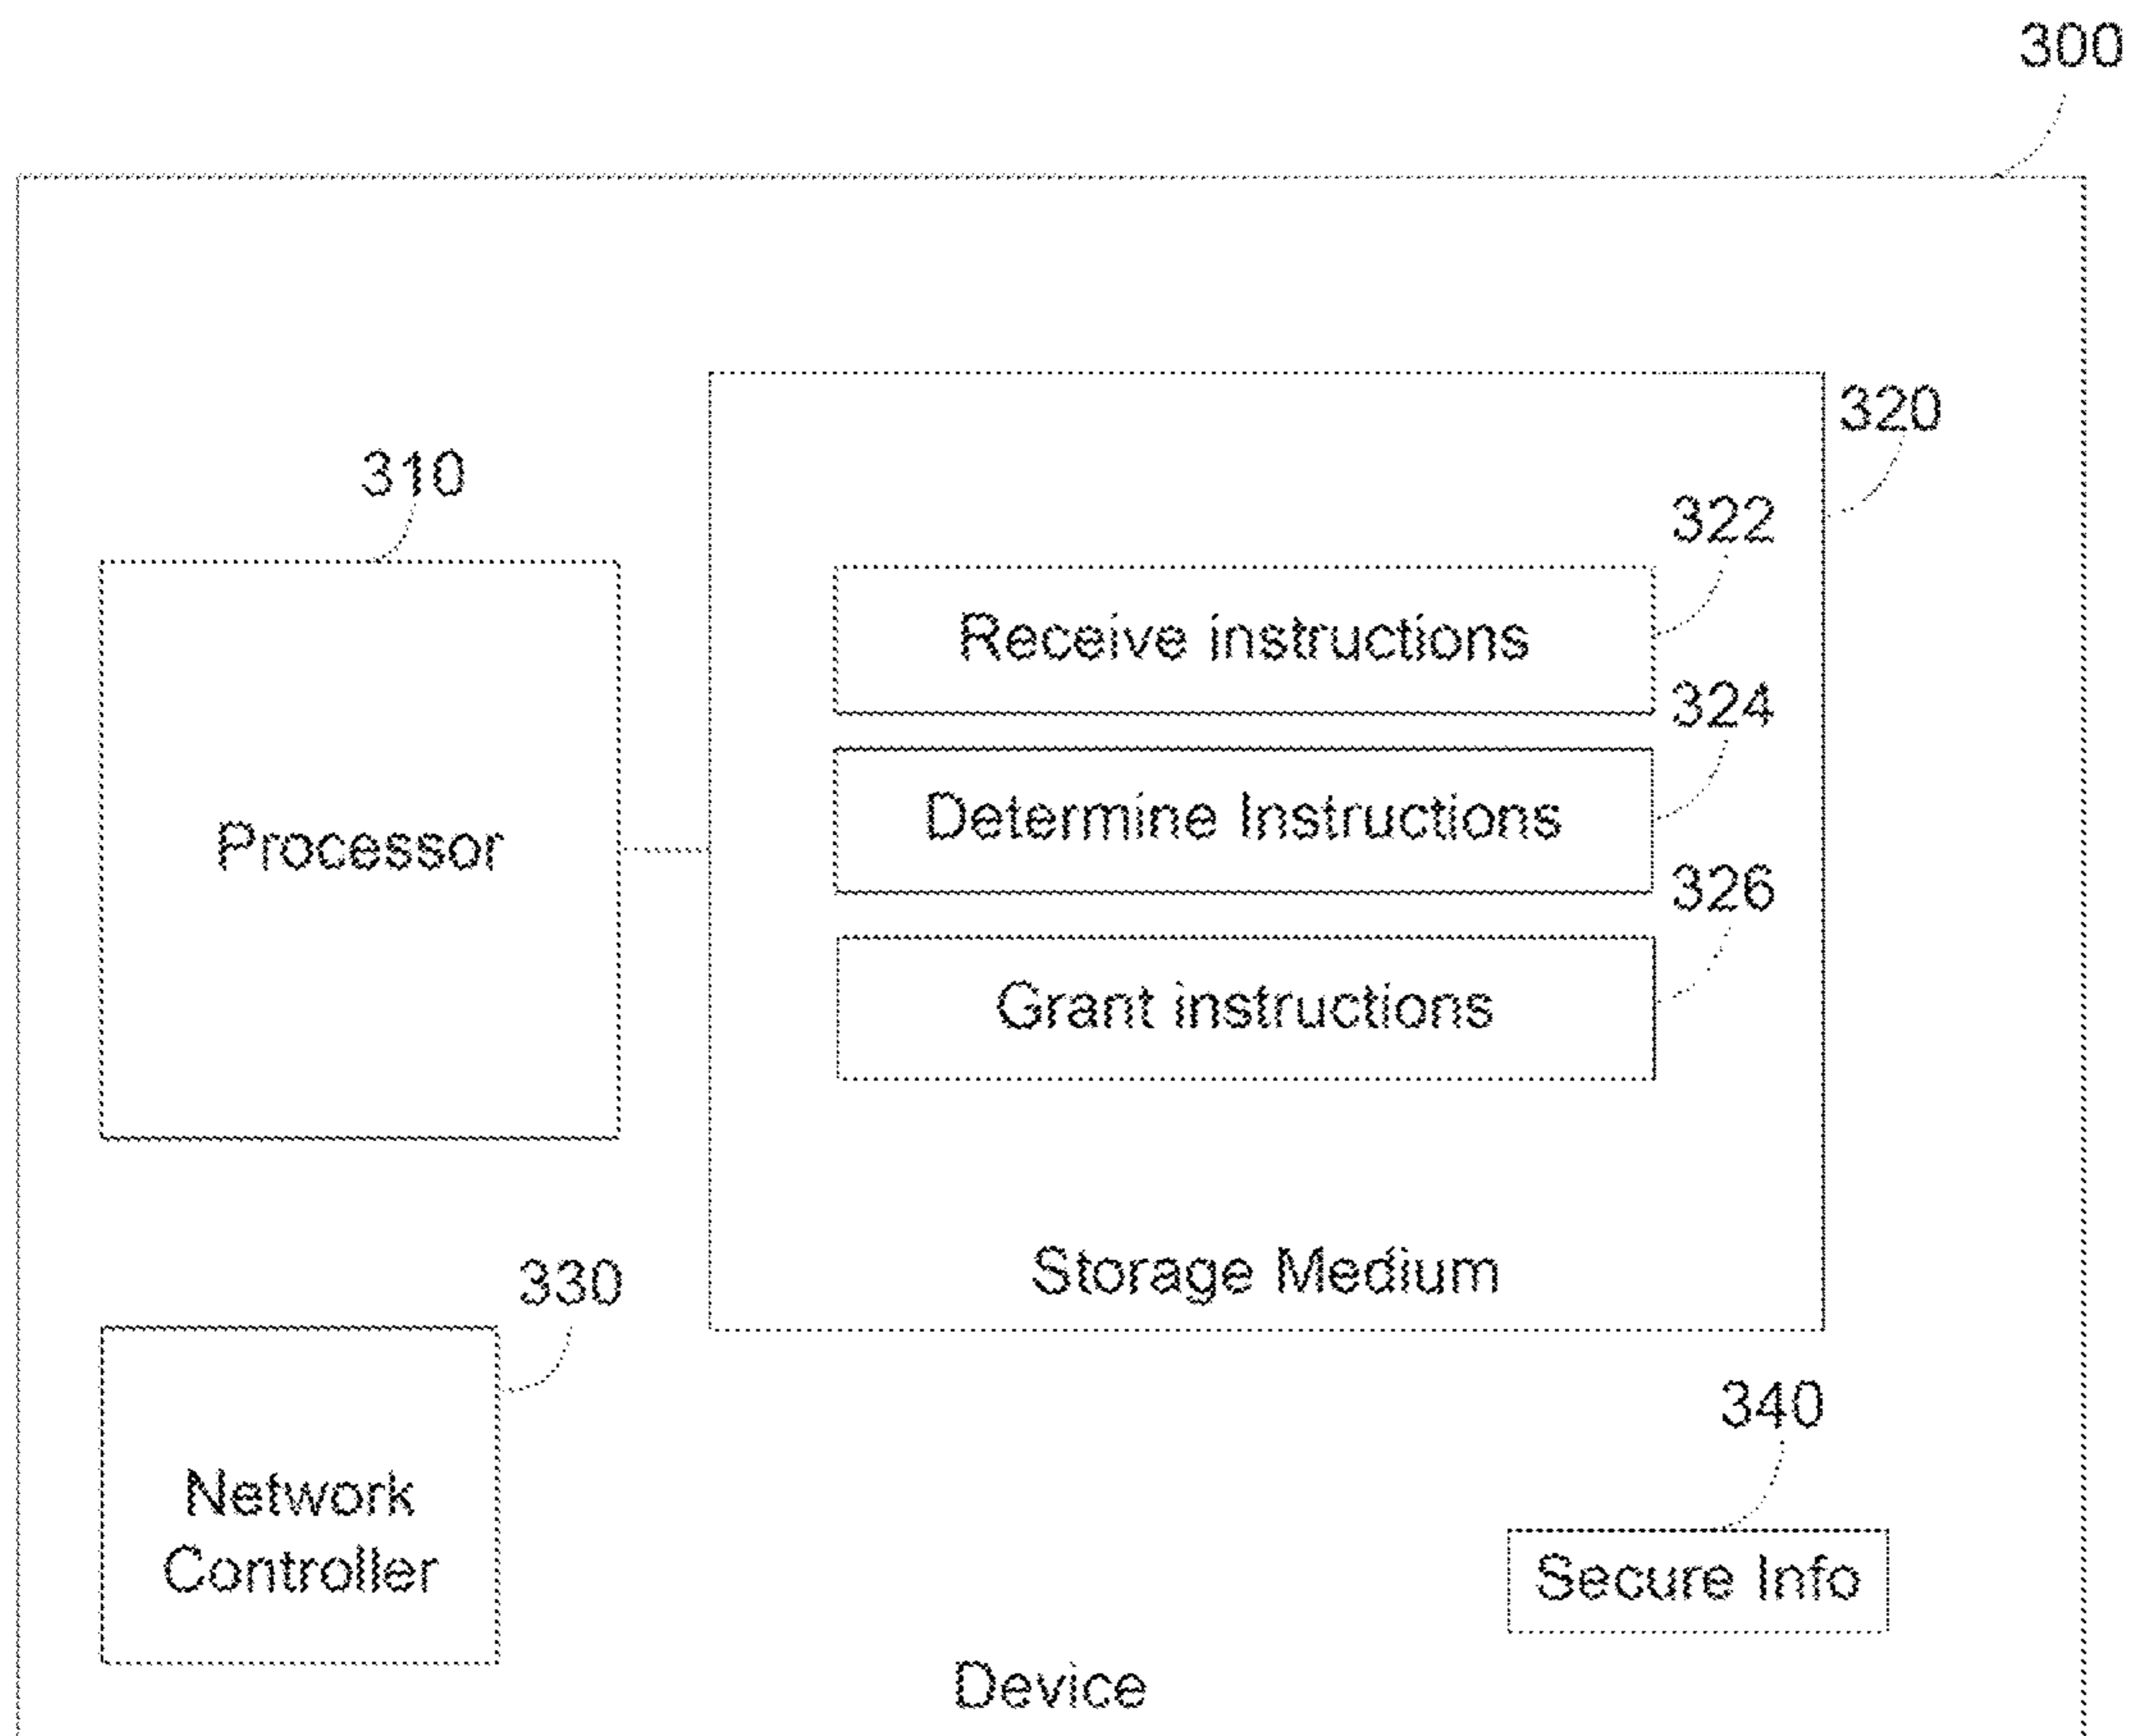 300
320
310
322
Receive instructions
324
Determine Instructions
Processor
326
Grant instructions
Storage Medium
330
340
Network
Controller
Secure Info
Device